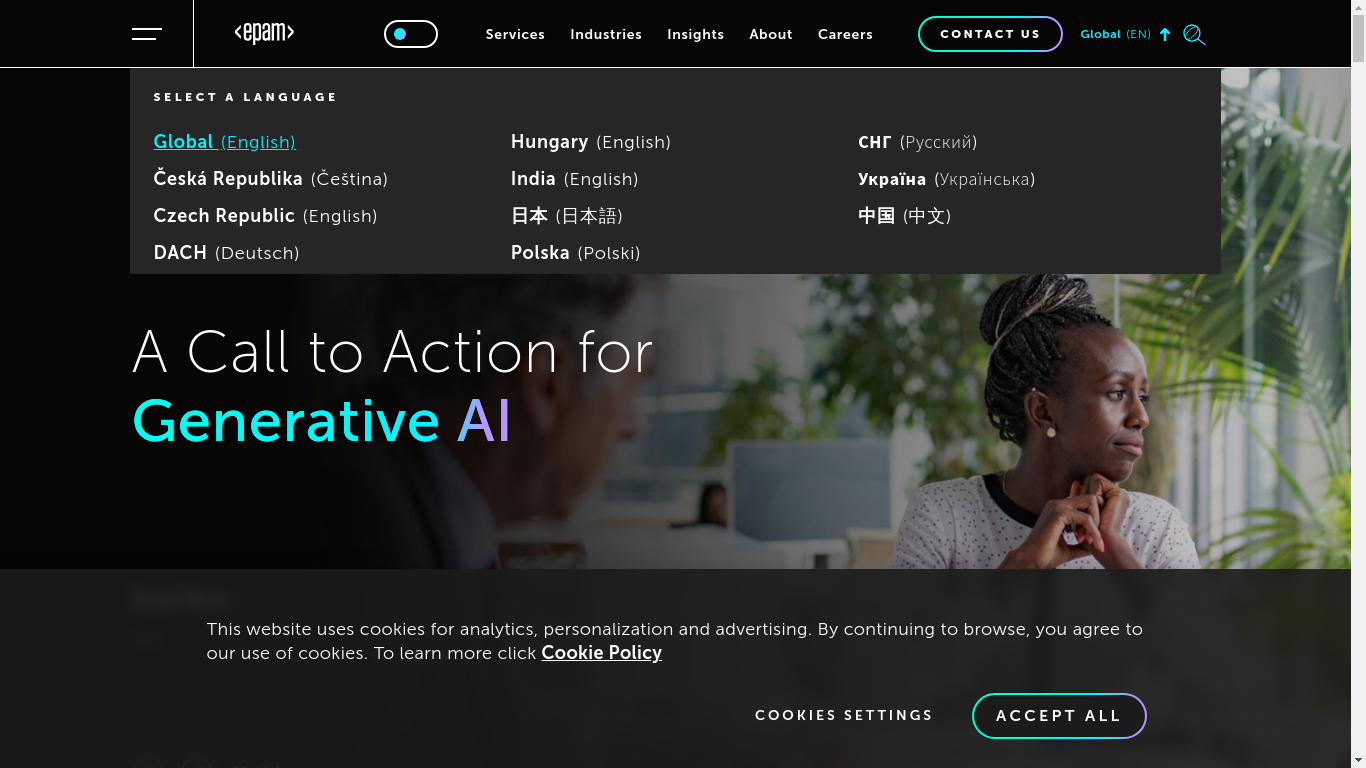 <epam>
Services Industries Insights About Careers
CONTACT US
Global (EN)
SELECT A LANGUAGE
Global (English)
Česká Republika (Čeština)
Czech Republic (English)
DACH (Deutsch)
Hungary (English)
India (English)
日本 (日本語)
Polska (Polski)
СНГ (Русский)
Україна (Українська)
中国 (中文)
A Call to Action for
Generative AI
This website uses cookies for analytics, personalization and advertising. By continuing to browse, you agree to
our use of cookies. To learn more click Cookie Policy
COOKIES SETTINGS
ACCEPT ALL